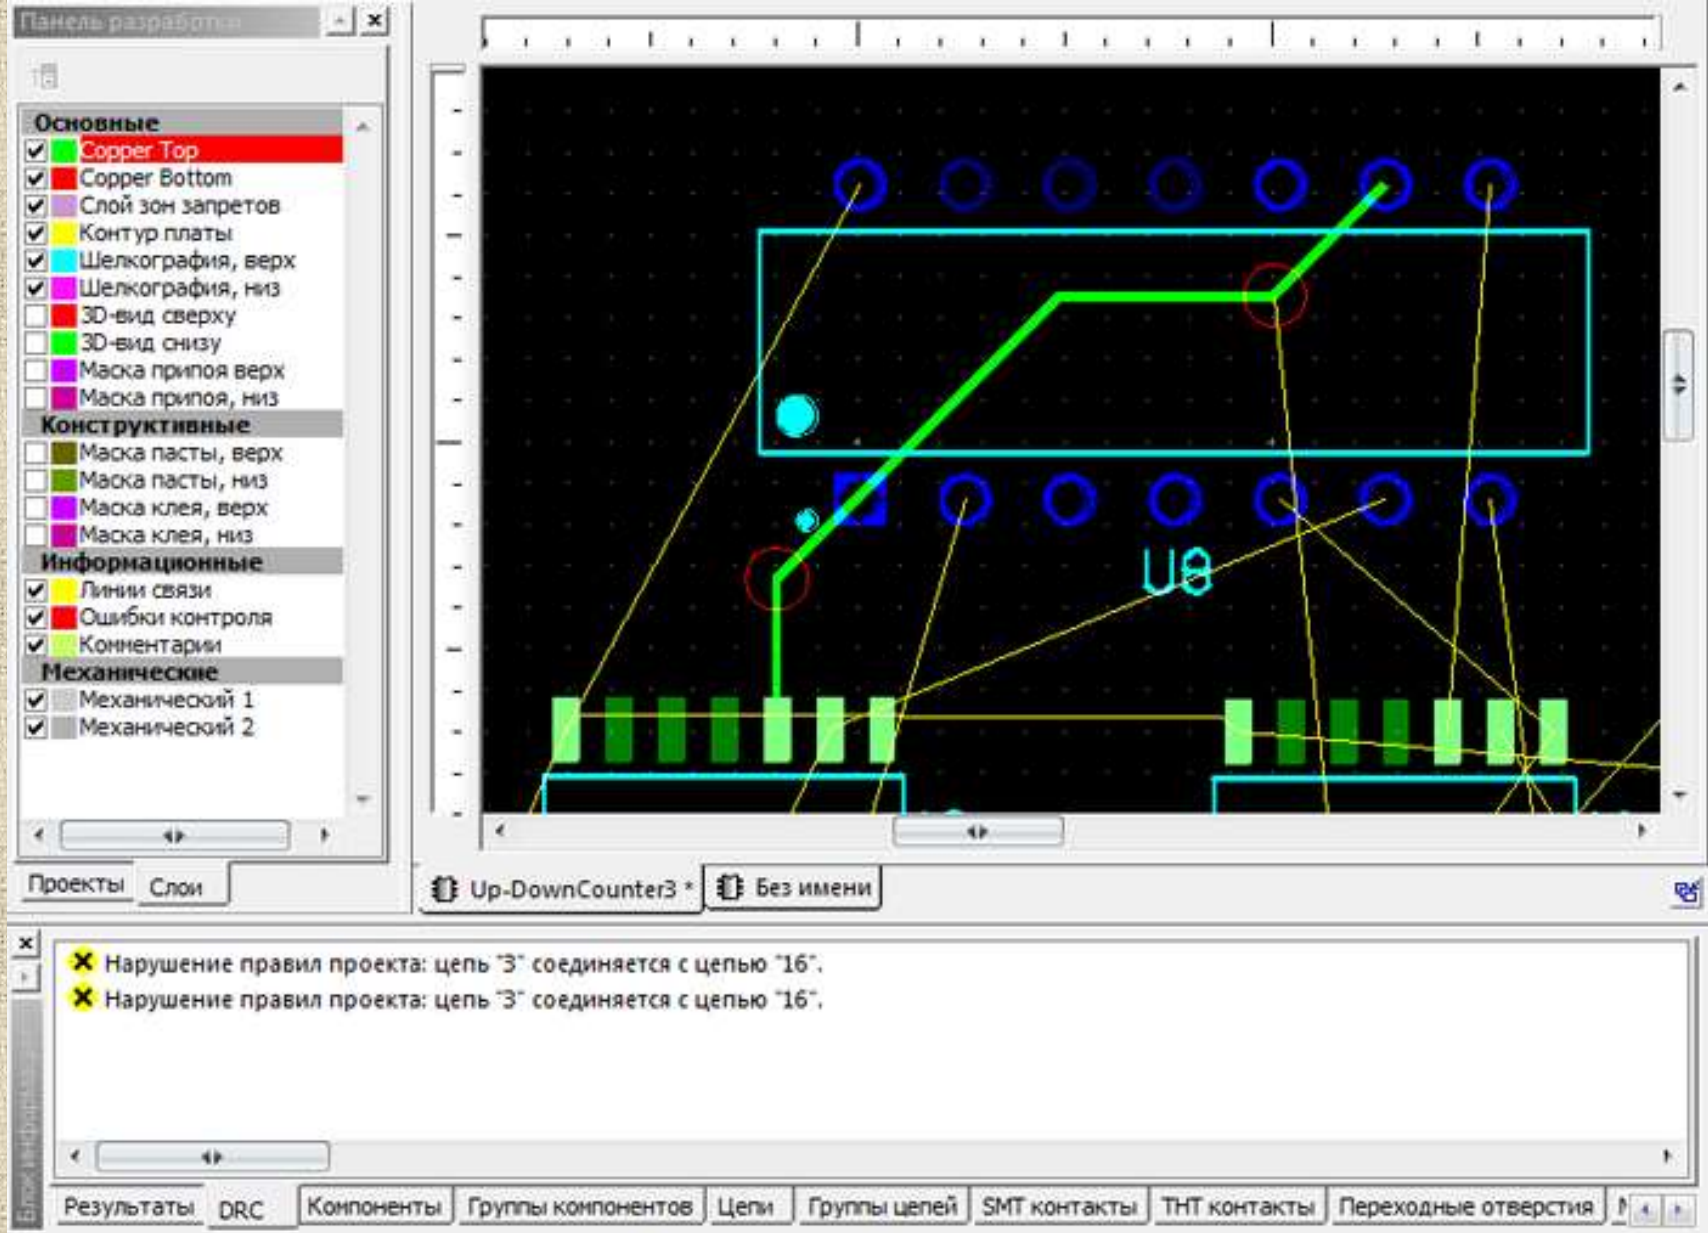 Панель разработки
Основные
Copper Top
Copper Bottom
Слой зон запретов
Контур платы
Шелкография, верх
Шелкография, низ
3D-вид сверху
3D-вид снизу
Маска припоя верх
Маска припоя, низ
Конструктивные
Маска пасты, верх
Маска пасты, низ
Маска клея, верх
Маска клея, низ
Информационные
Линии связи
Ошибки контроля
Комментарии
Механические
Механический 1
Механический 2
Проекты Слои
U8
Up-DownCounter3 * Без имени
Нарушение правил проекта: цепь "3" соединяется с цепью "16".
Нарушение правил проекта: цепь "3" соединяется с цепью "16".
Результаты DRC Компоненты Группы компонентов Цепи Группы цепей SMT контакты THT контакты Переходные отверстия